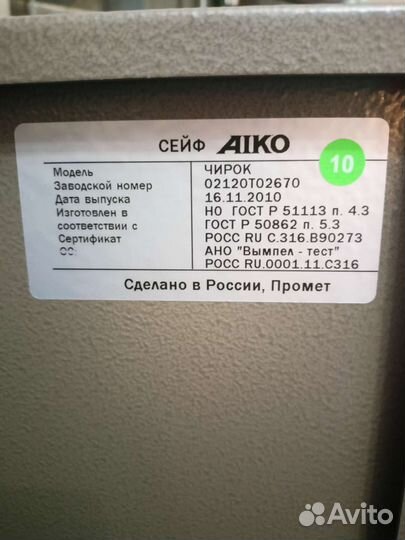 СЕЙФ AIKO
10
Модель ЧИРОК
Заводской номер 02120Т02670
Дата выпуска 16.11.2010
Изготовлен в НО ГОСТ Р 51113 п. 4.3
соответствии с ГОСТ Р 50862 п. 5.3
Сертификат РОСС RU С.316.В90273
ОС: АНО "Вымпел - тест"
РОСС RU.0001.11.С316
Сделано в России, Промет
Avito